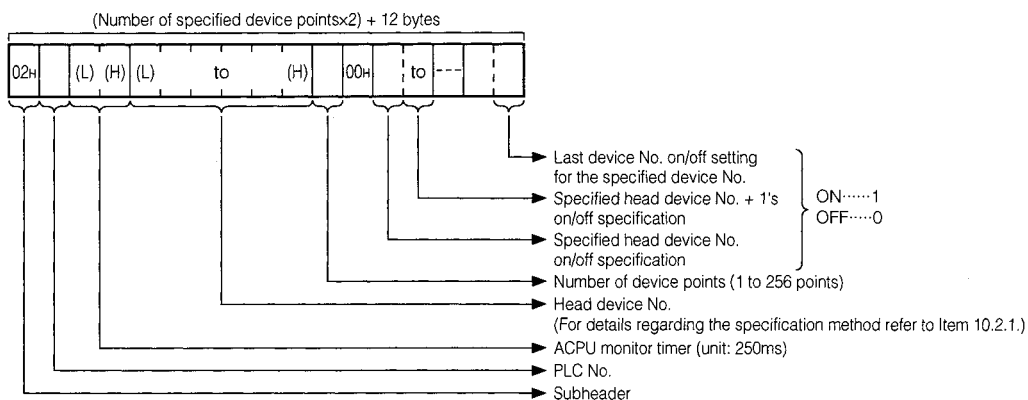 (Number of specified device pointsx2) + 12 bytes
02H (L) (H) (L) to (H) 00H to
Last device No. on/off setting
for the specified device No.
Specified head device No. + 1's
on/off specification
ON······1
OFF·····0
Specified head device No.
on/off specification
Number of device points (1 to 256 points)
Head device No.
(For details regarding the specification method refer to Item 10.2.1.)
ACPU monitor timer (unit: 250ms)
PLC No.
Subheader